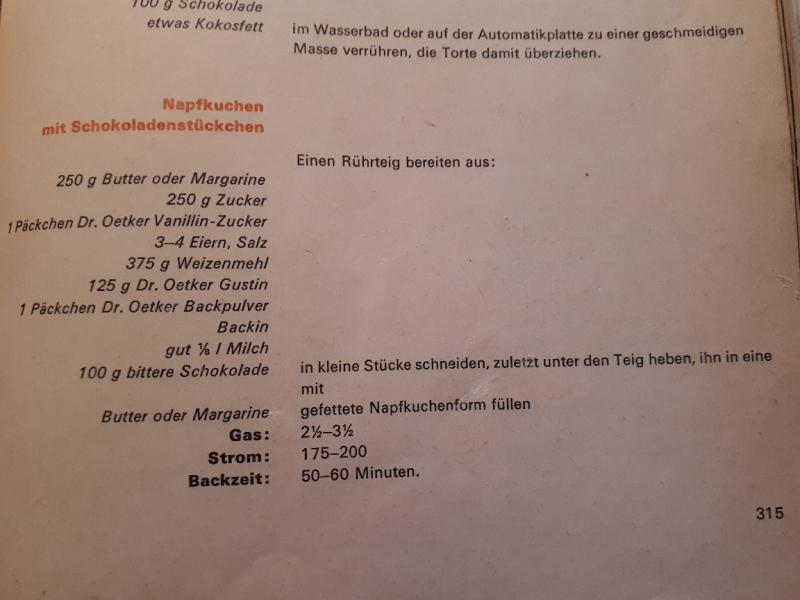 100 g Schokolade
etwas Kokosfett
im Wasserbad oder auf der Automatikplatte zu einer geschmeidigen
Masse verrühren, die Torte damit überziehen.
Napfkuchen
mit Schokoladenstückchen
Einen Rührteig bereiten aus:
250 g Butter oder Margarine
250 g Zucker
1 Päckchen Dr. Oetker Vanillin-Zucker
3–4 Eiern, Salz
375 g Weizenmehl
125 g Dr. Oetker Gustin
1 Päckchen Dr. Oetker Backpulver
Backin
gut ⅛ l Milch
100 g bittere Schokolade
in kleine Stücke schneiden, zuletzt unter den Teig heben, ihn in eine
mit
Butter oder Margarine
gefettete Napfkuchenform füllen
Gas: 2½–3½
Strom: 175–200
Backzeit: 50–60 Minuten.
315